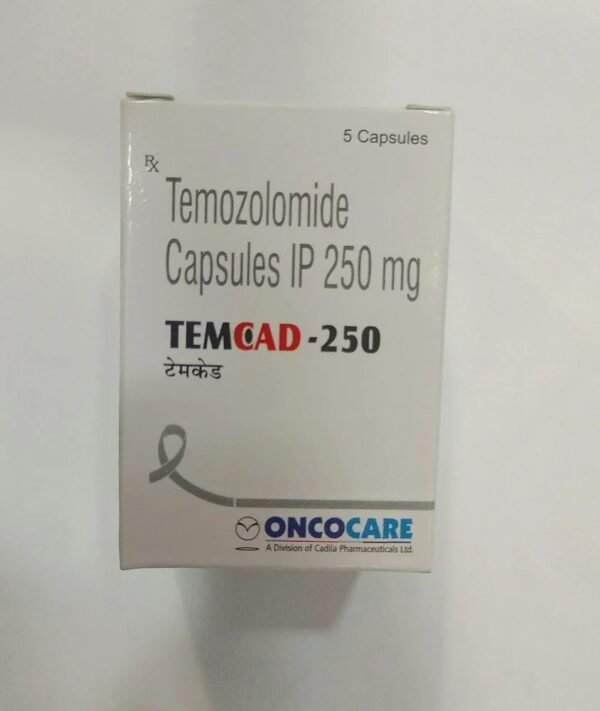 5 Capsules
Rx
Temozolomide
Capsules IP 250 mg
TEMCAD -250
टेमकेड
ONCOCARE
A Division of Cadila Pharmaceuticals Ltd.